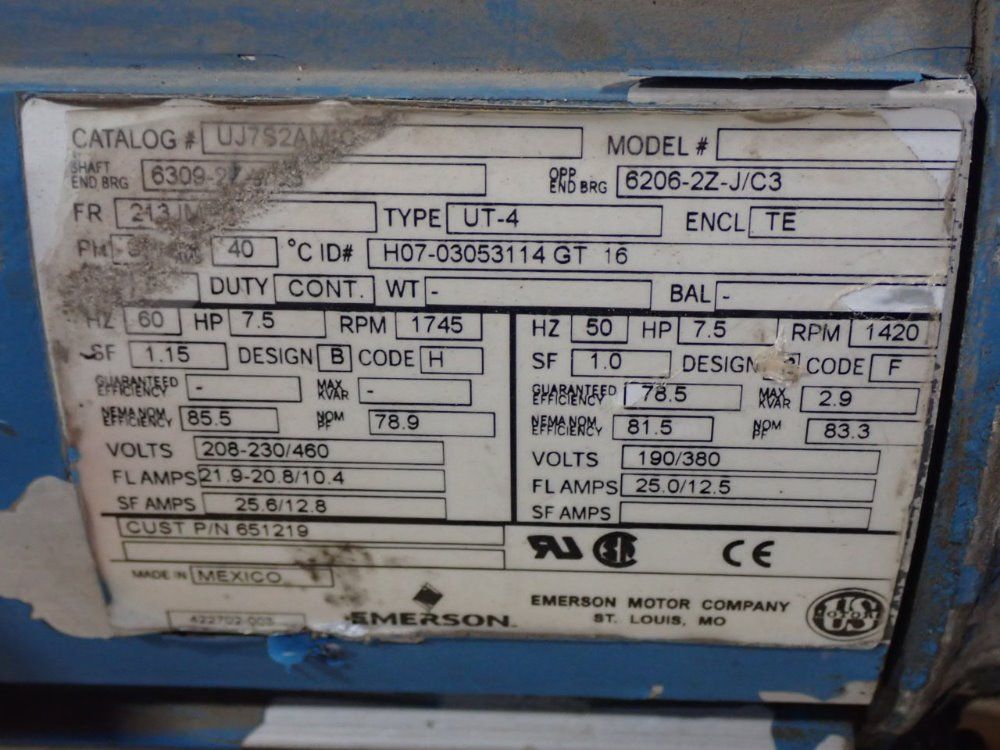 CATALOG # MODEL #
SHAFT END BRG OPP END BRG 6206-2Z-J/C3
FR 213JM TYPE UT-4 ENCL TE
40 °C ID# H07-03053114 GT 16
DUTY CONT. WT - BAL -
HZ 60 HP 7.5 RPM 1745 HZ 50 HP 7.5 RPM 1420
SF 1.15 DESIGN B CODE H SF 1.0 DESIGN CODE F
GUARANTEED EFFICIENCY - MAX KVAR - GUARANTEED EFFICIENCY 78.5 MAX KVAR 2.9
NEMA NOM EFFICIENCY 85.5 NOM PF 78.9 NEMA NOM EFFICIENCY 81.5 NOM PF 83.3
VOLTS 208-230/460 VOLTS 190/380
FL AMPS 21.9-20.8/10.4 FL AMPS 25.0/12.5
SF AMPS 25.6/12.8 SF AMPS
CUST P/N 651219
MADE IN MEXICO
EMERSON.
EMERSON MOTOR COMPANY
ST. LOUIS, MO
US MOTORS
CE